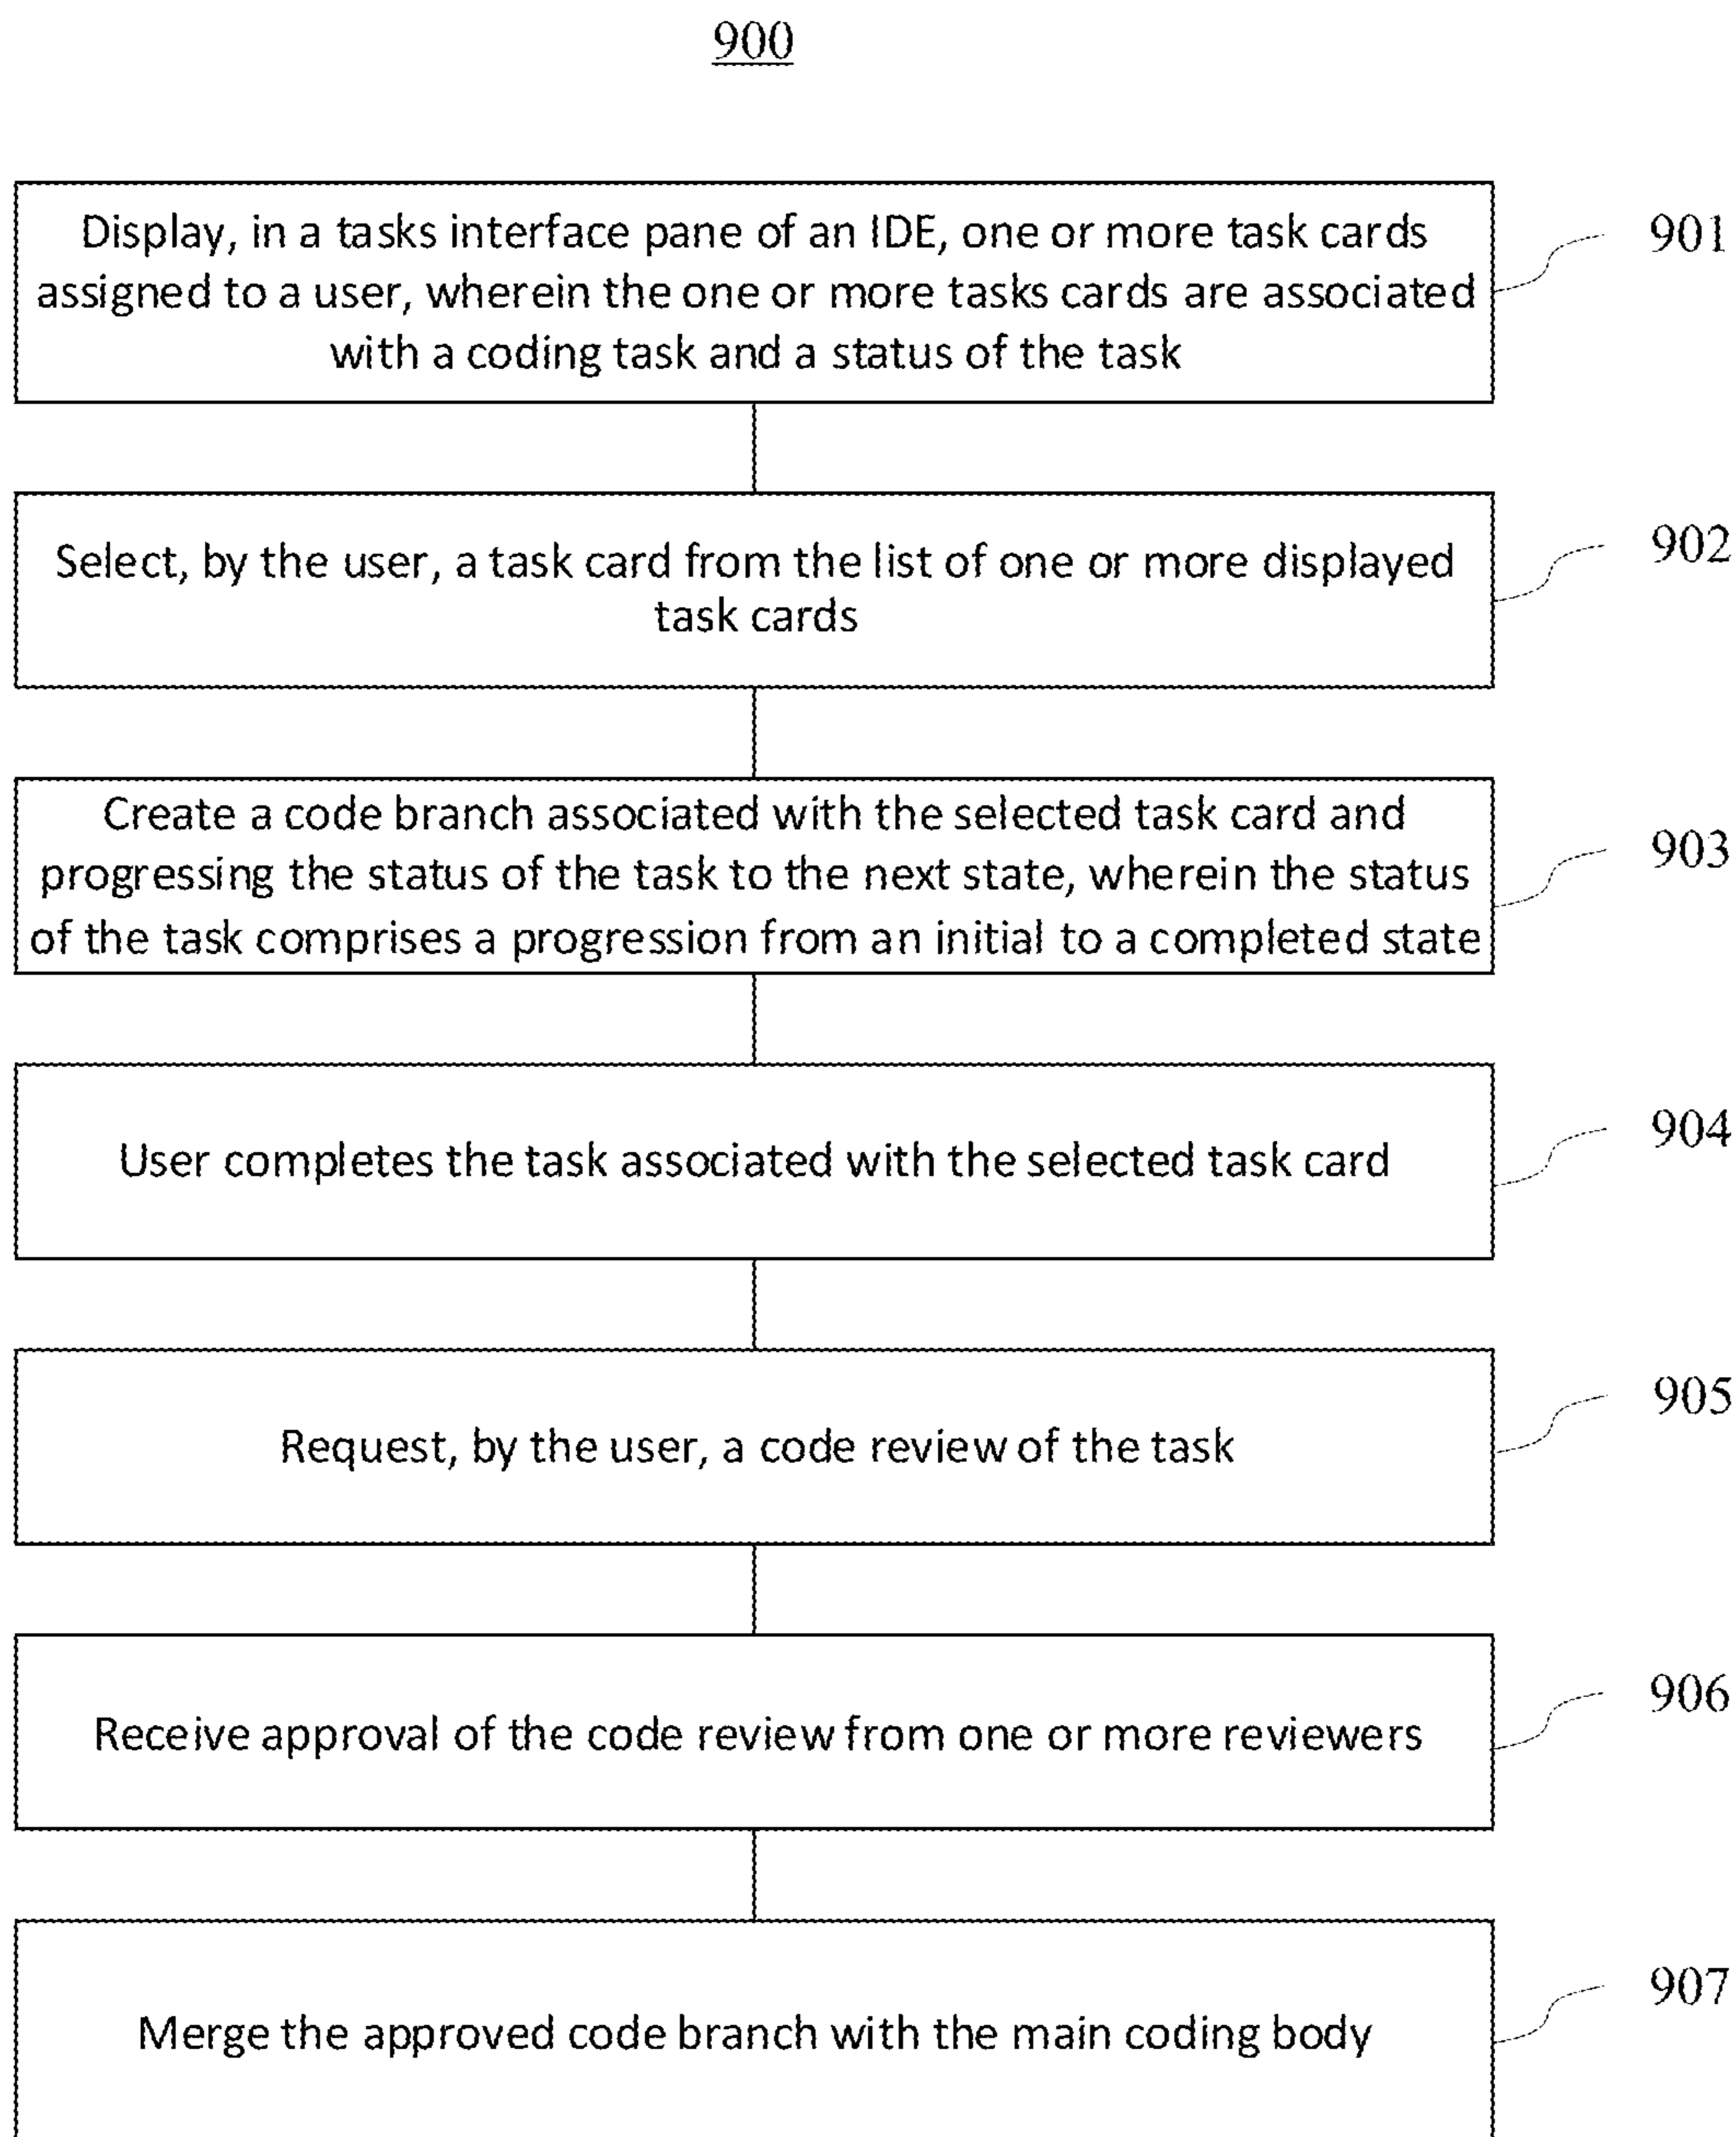 900
Display, in a tasks interface pane of an IDE, one or more task cards
assigned to a user, wherein the one or more tasks cards are associated
with a coding task and a status of the task
901
Select, by the user, a task card from the list of one or more displayed
task cards
902
Create a code branch associated with the selected task card and
progressing the status of the task to the next state, wherein the status
of the task comprises a progression from an initial to a completed state
903
User completes the task associated with the selected task card
904
Request, by the user, a code review of the task
905
Receive approval of the code review from one or more reviewers
906
Merge the approved code branch with the main coding body
907